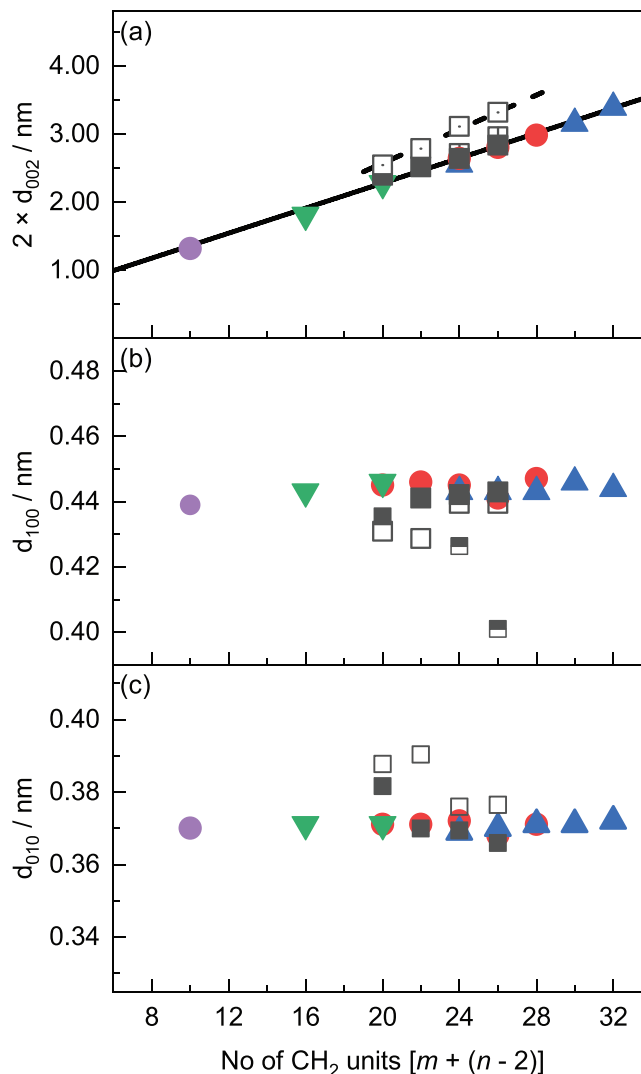 (a)
4.00
3.00
2.00
1.00
2 × d002 / nm
(b)
0.48
0.46
0.44
0.42
0.40
d100 / nm
(c)
0.40
0.38
0.36
0.34
d010 / nm
8 12 16 20 24 28 32
No of CH2 units [m + (n - 2)]